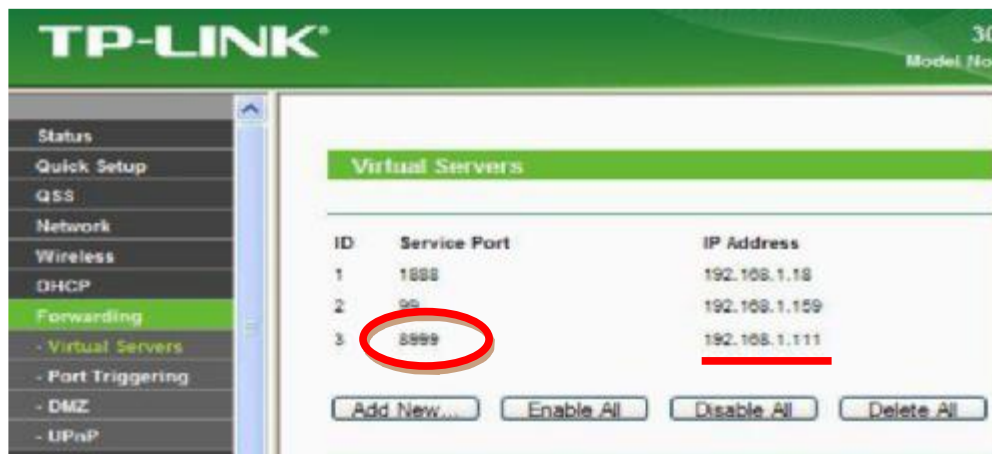 TP-LINK®
30
Model No
Status
Quick Setup
QSS
Network
Wireless
DHCP
Forwarding
- Virtual Servers
- Port Triggering
- DMZ
- UPnP
Virtual Servers
ID Service Port IP Address
1 1888 192.168.1.18
2 99 192.168.1.159
3 8999 192.168.1.111
Add New... Enable All Disable All Delete All